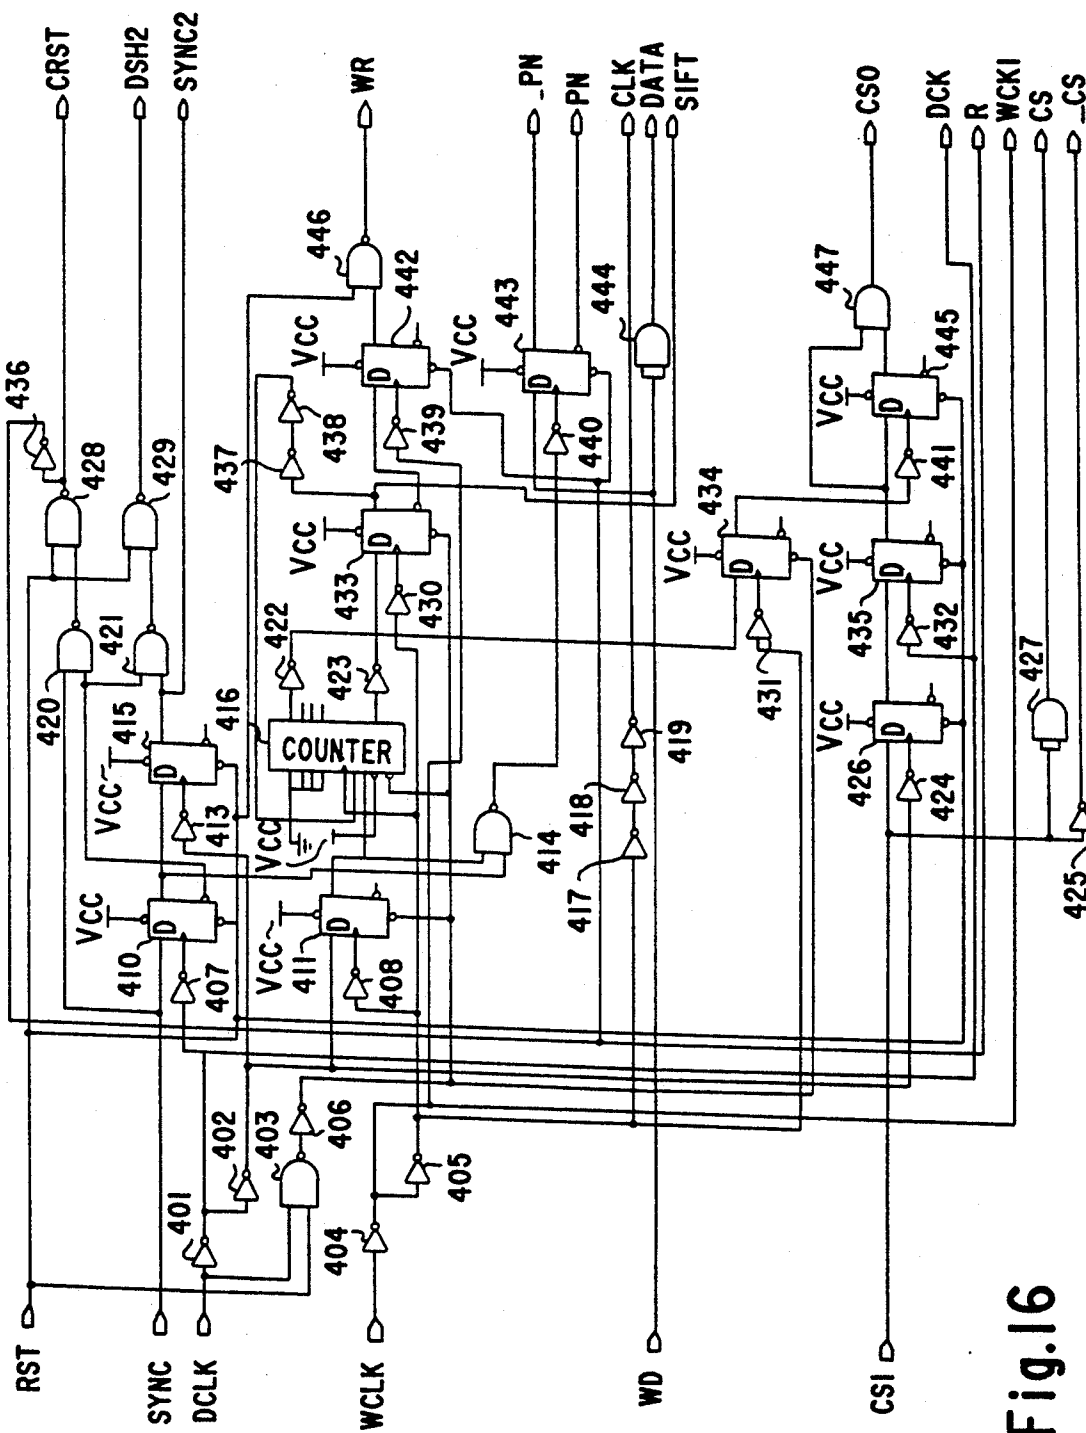 RST
SYNC
DCLK
WCLK
WD
CSI
401
402
403
406
404
405
VCC
410
407
VCC
411
408
VCC
415
413
VCC
COUNTER
416
414
417
418
419
420
421
422
423
VCC
426
424
425
427
428
429
436
437
438
VCC
433
430
VCC
434
431
VCC
435
432
VCC
442
439
446
VCC
443
440
444
VCC
445
441
447
CRST
DSH2
SYNC2
WR
_PN
PN
CLK
DATA
SIFT
CSO
DCK
R
WCKI
CS
_CS
D
D
D
D
D
D
D
D
D
D
Fig.16